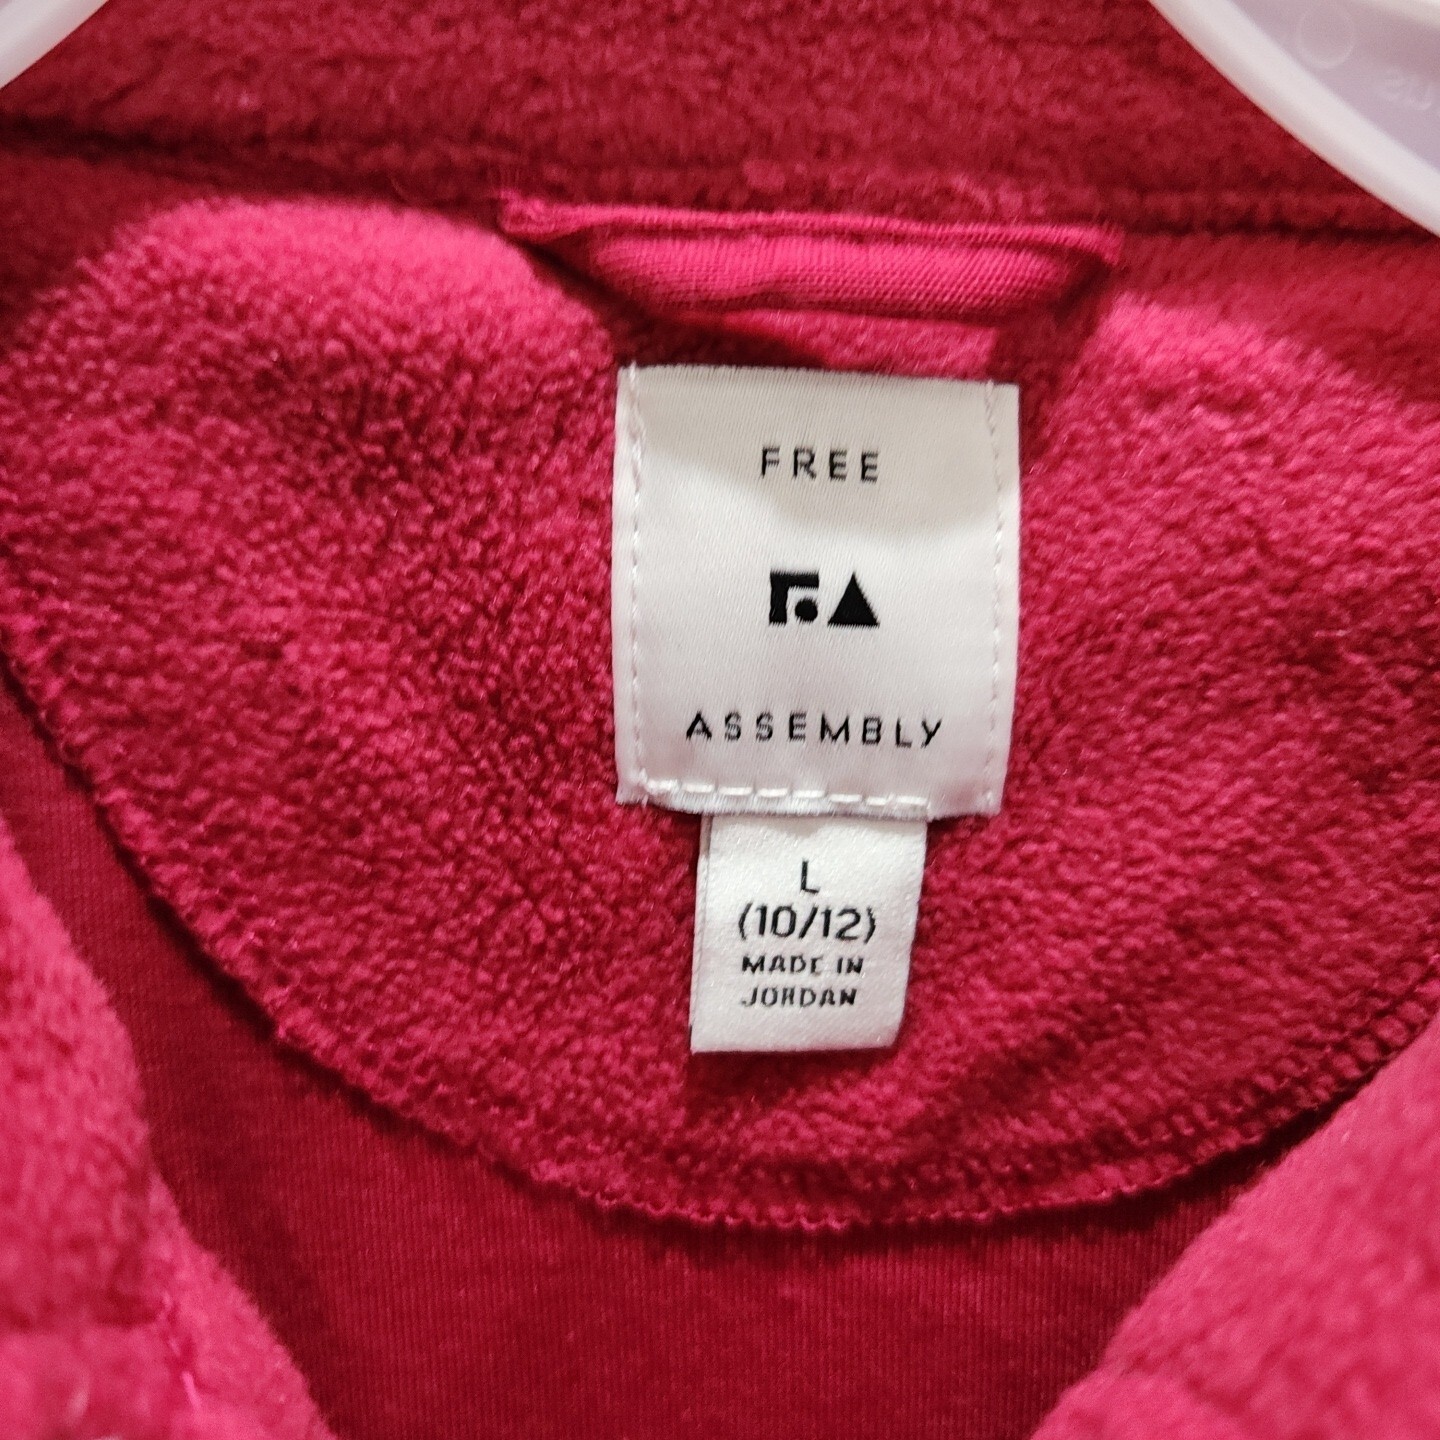 FREE
ASSEMBLY
L
(10/12)
MADE IN
JORDAN